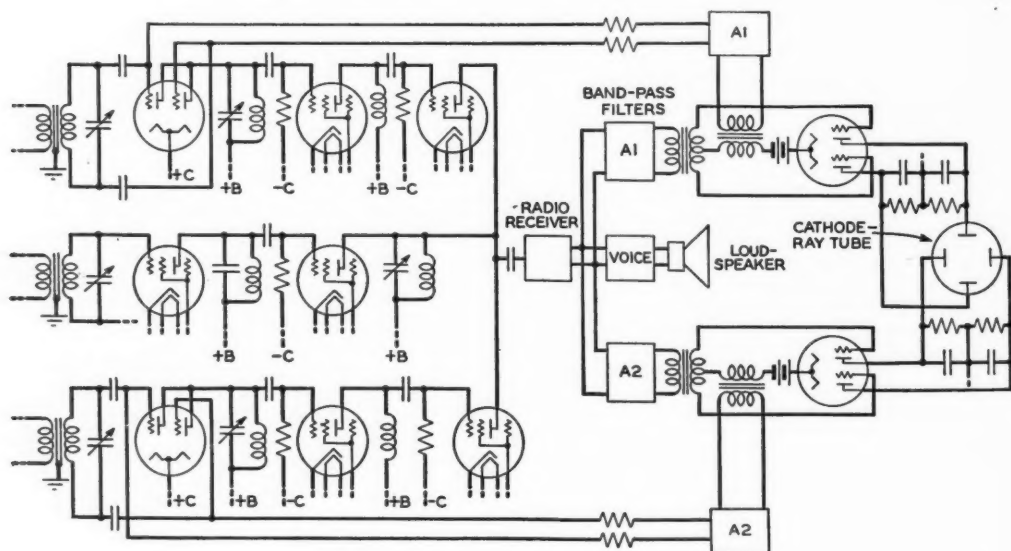 A1
BAND-PASS
FILTERS
A1
+C
+B
-C
+B
-C
RADIO
RECEIVER
CATHODE-
RAY TUBE
VOICE
LOUD-
SPEAKER
+B
-C
+B
A2
+C
+B
-C
+B
-C
A2